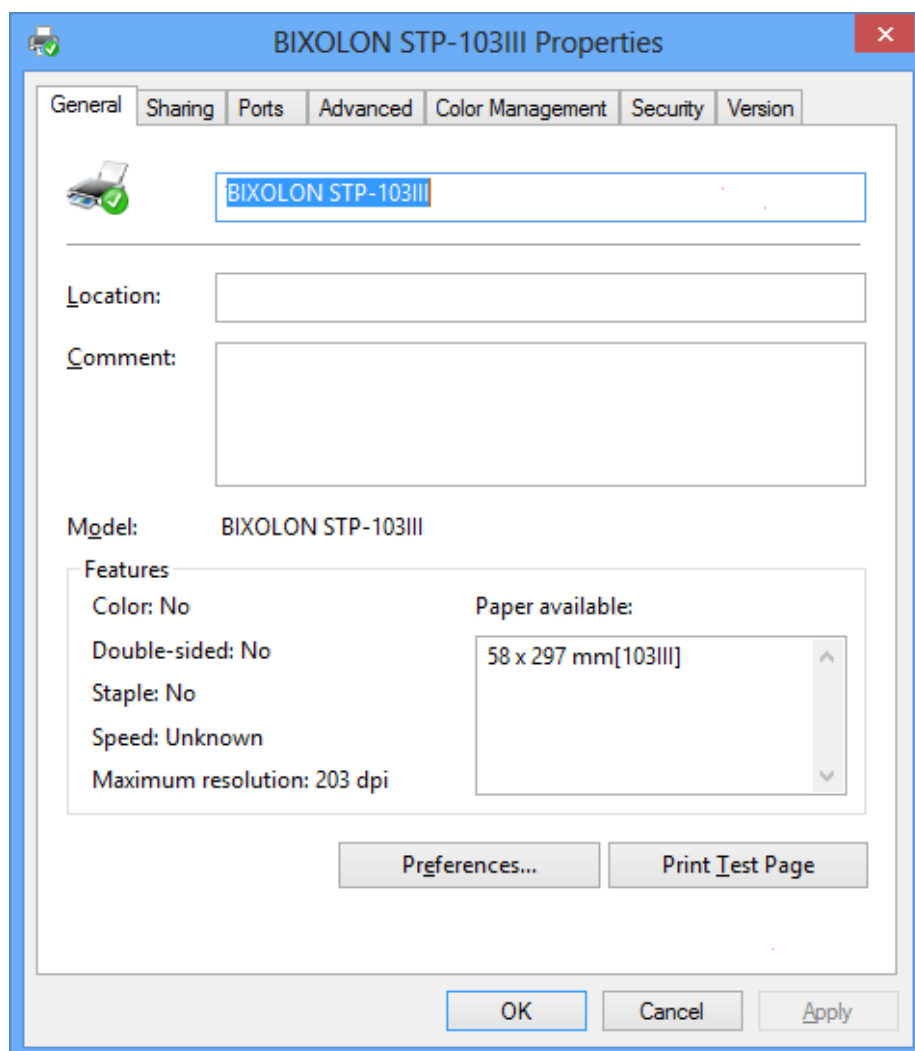 BIXOLON STP-103III Properties
General Sharing Ports Advanced Color Management Security Version
BIXOLON STP-103III
Location:
Comment:
Model: BIXOLON STP-103III
Features
Color: No
Paper available:
Double-sided: No
58 x 297 mm[103III]
Staple: No
Speed: Unknown
Maximum resolution: 203 dpi
Preferences...
Print Test Page
OK
Cancel
Apply